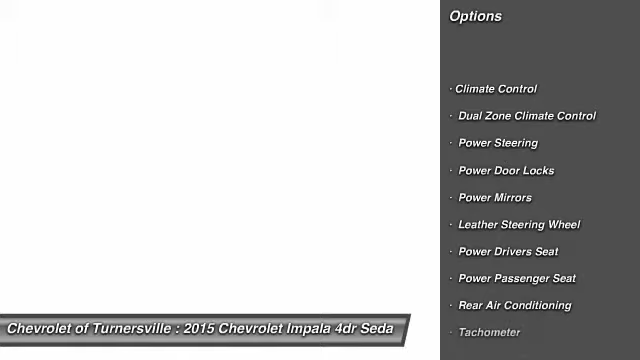 Options
· Climate Control
· Dual Zone Climate Control
· Power Steering
· Power Door Locks
· Power Mirrors
· Leather Steering Wheel
· Power Drivers Seat
· Power Passenger Seat
· Rear Air Conditioning
· Tachometer
Chevrolet of Turnersville : 2015 Chevrolet Impala 4dr Seda